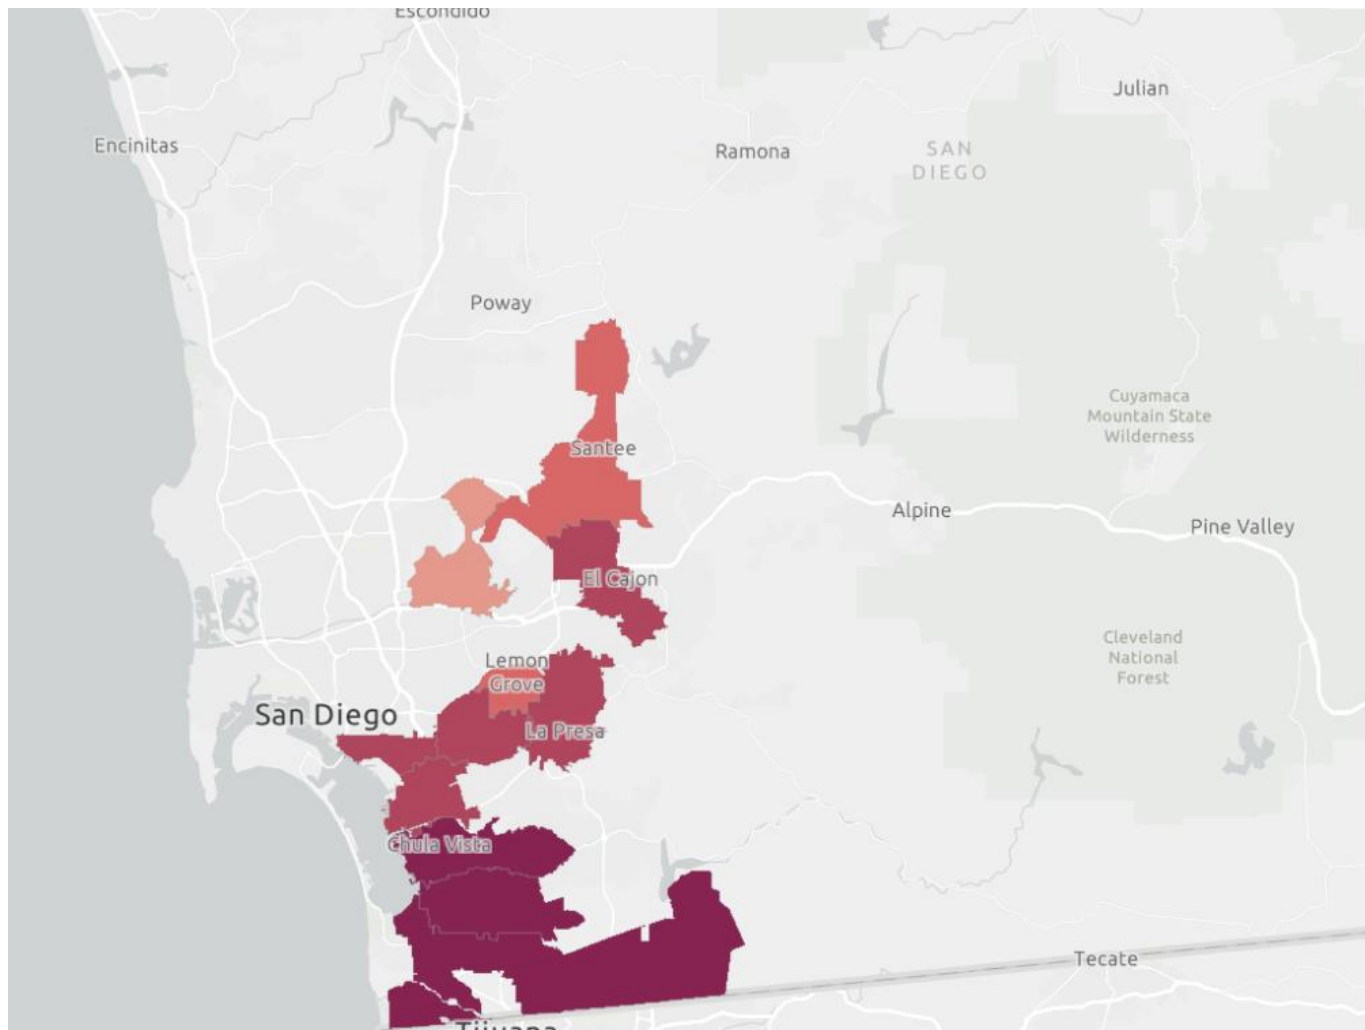 Escondido
Julian
Encinitas
Ramona
SAN
DIEGO
Poway
Cuyamaca
Mountain State
Wilderness
Santee
Alpine
Pine Valley
El Cajon
Cleveland
National
Forest
Lemon
Grove
San Diego
La Presa
Chula Vista
Tecate
Tijuana